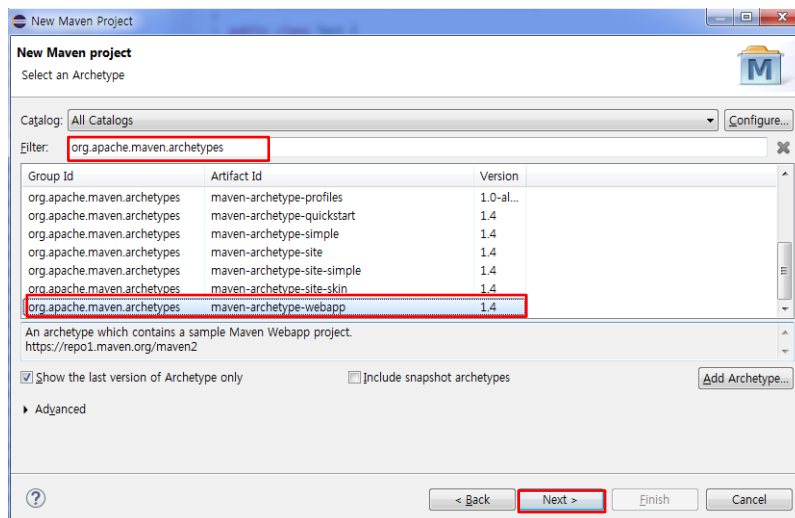 New Maven Project
New Maven project
Select an Archetype
M
Catalog: All Catalogs Configure...
Filter: org.apache.maven.archetypes
Group Id Artifact Id Version
org.apache.maven.archetypes maven-archetype-profiles 1.0-al...
org.apache.maven.archetypes maven-archetype-quickstart 1.4
org.apache.maven.archetypes maven-archetype-simple 1.4
org.apache.maven.archetypes maven-archetype-site 1.4
org.apache.maven.archetypes maven-archetype-site-simple 1.4
org.apache.maven.archetypes maven-archetype-site-skin 1.4
org.apache.maven.archetypes maven-archetype-webapp 1.4
An archetype which contains a sample Maven Webapp project.
https://repo1.maven.org/maven2
Show the last version of Archetype only Include snapshot archetypes Add Archetype...
Advanced
? < Back Next > Finish Cancel